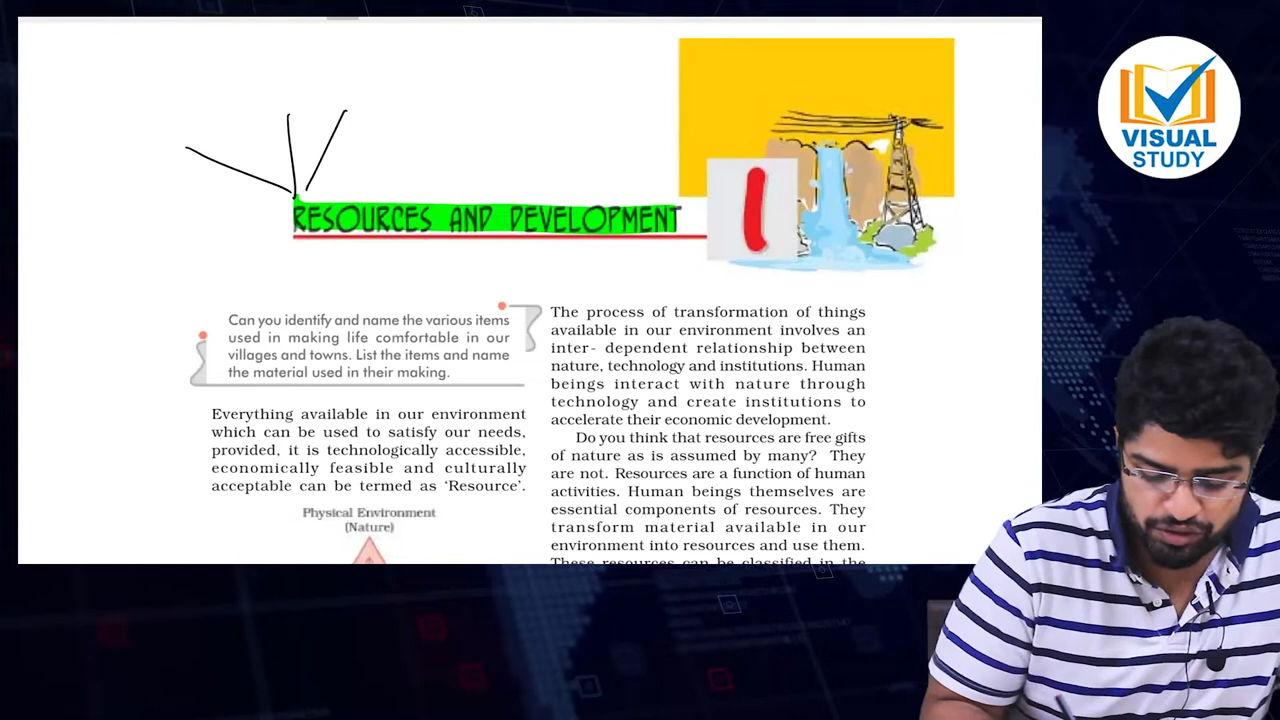 RESOURCES AND DEVELOPMENT
1
VISUAL
STUDY
Can you identify and name the various items
used in making life comfortable in our
villages and towns. List the items and name
the material used in their making.
Everything available in our environment
which can be used to satisfy our needs,
provided, it is technologically accessible,
economically feasible and culturally
acceptable can be termed as ‘Resource’.
Physical Environment
(Nature)
The process of transformation of things
available in our environment involves an
inter- dependent relationship between
nature, technology and institutions. Human
beings interact with nature through
technology and create institutions to
accelerate their economic development.
Do you think that resources are free gifts
of nature as is assumed by many? They
are not. Resources are a function of human
activities. Human beings themselves are
essential components of resources. They
transform material available in our
environment into resources and use them.
These resources can be classified in the